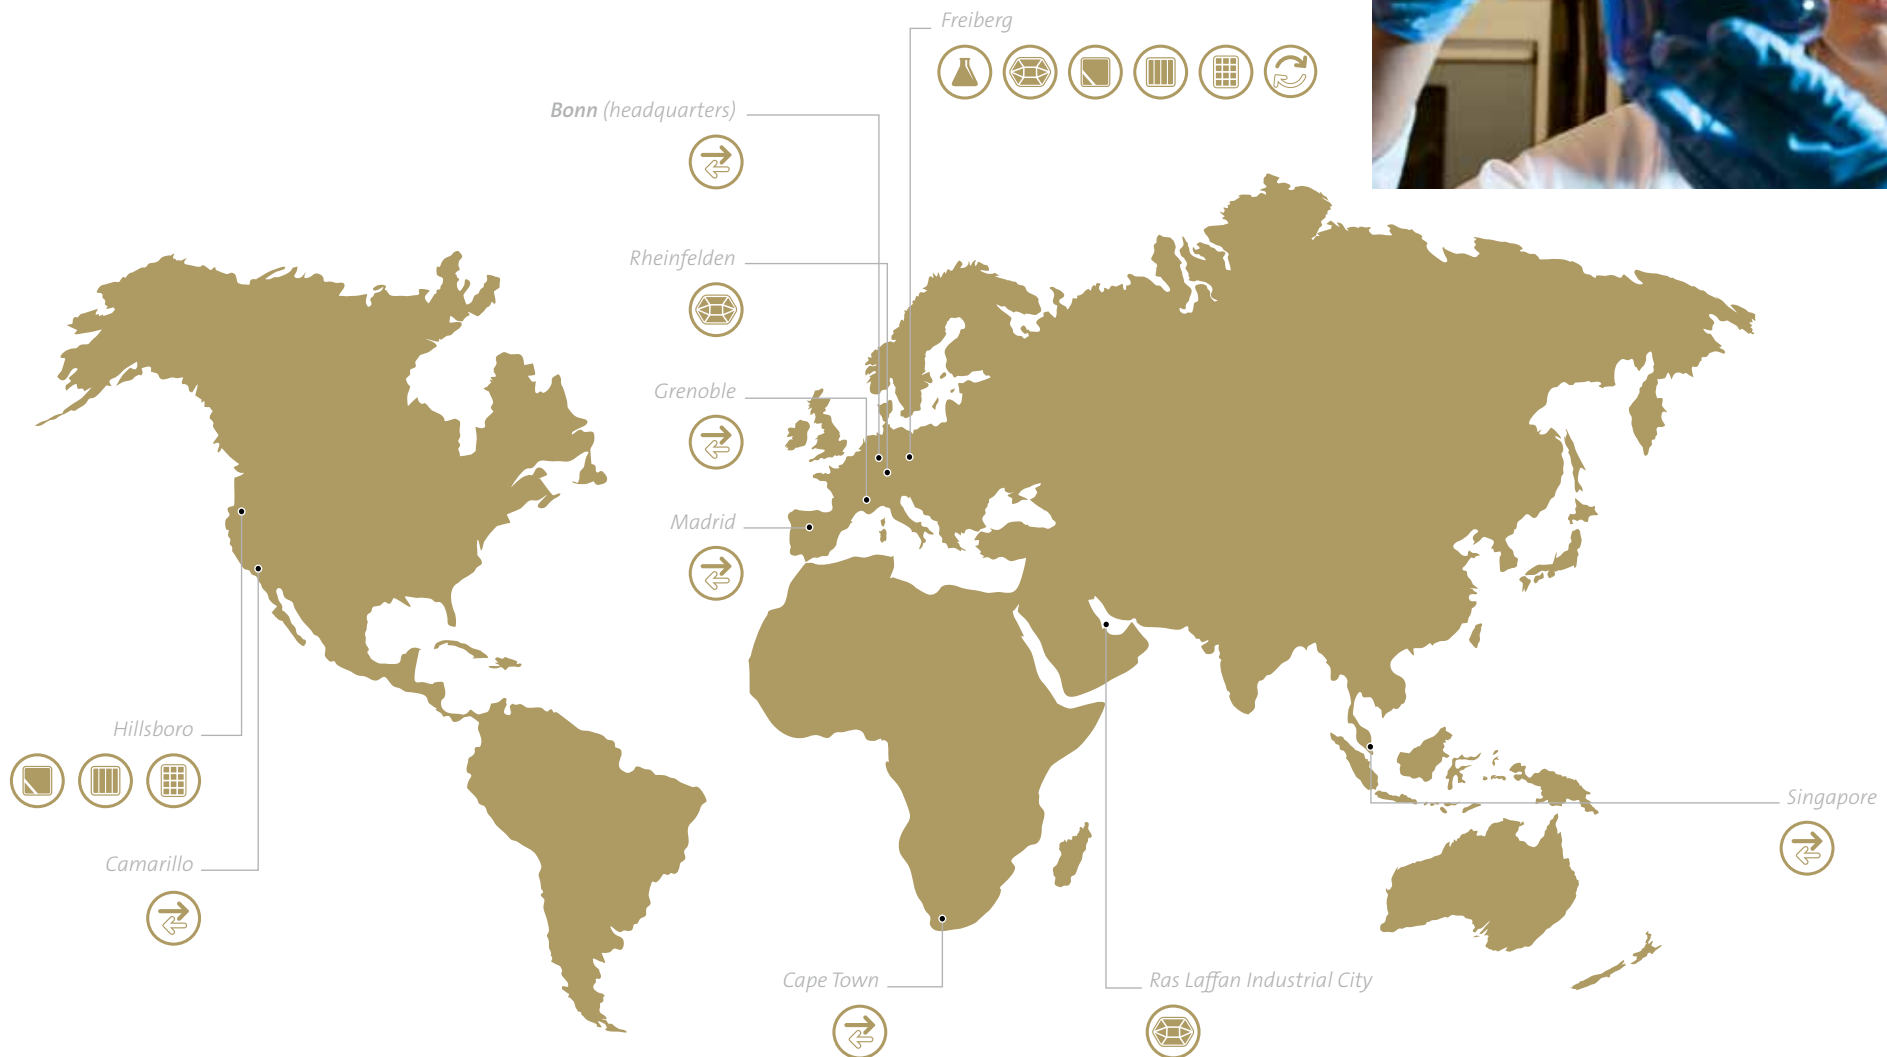 Freiberg
Bonn (headquarters)
Rheinfelden
Grenoble
Madrid
Hillsboro
Singapore
Camarillo
Cape Town
Ras Laffan Industrial City